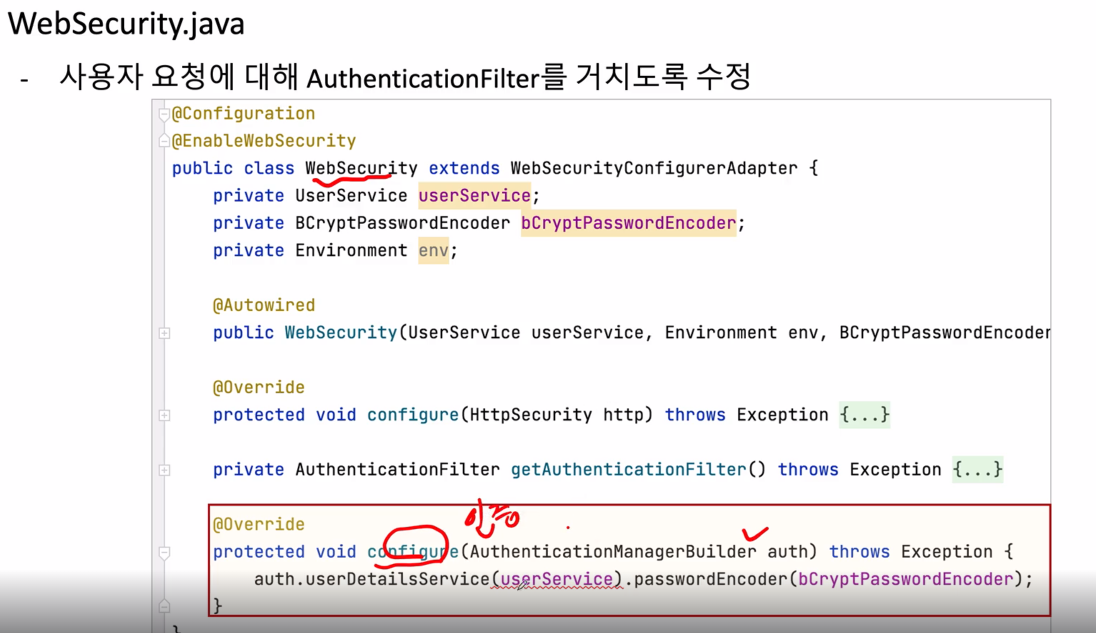 WebSecurity.java
- 사용자 요청에 대해 AuthenticationFilter를 거치도록 수정
@Configuration
@EnableWebSecurity
public class WebSecurity extends WebSecurityConfigurerAdapter {
private UserService userService;
private BCryptPasswordEncoder bCryptPasswordEncoder;
private Environment env;
@Autowired
public WebSecurity(UserService userService, Environment env, BCryptPasswordEncoder
@Override
protected void configure(HttpSecurity http) throws Exception {...}
private AuthenticationFilter getAuthenticationFilter() throws Exception {...}
인증
@Override
protected void configure(AuthenticationManagerBuilder auth) throws Exception {
auth.userDetailsService(userService).passwordEncoder(bCryptPasswordEncoder);
}
}